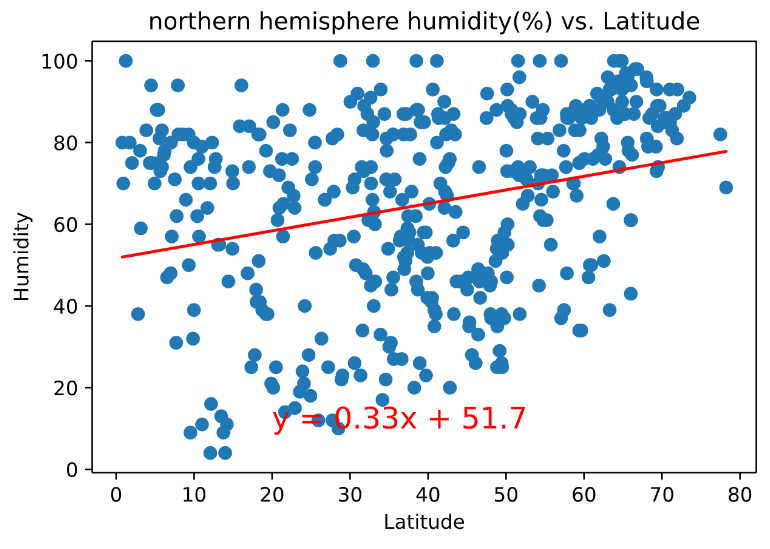 northern hemisphere humidity(%) vs. Latitude
100
80
60
40
20
0
Humidity
y = 0.33x + 51.7
0 10 20 30 40 50 60 70 80
Latitude